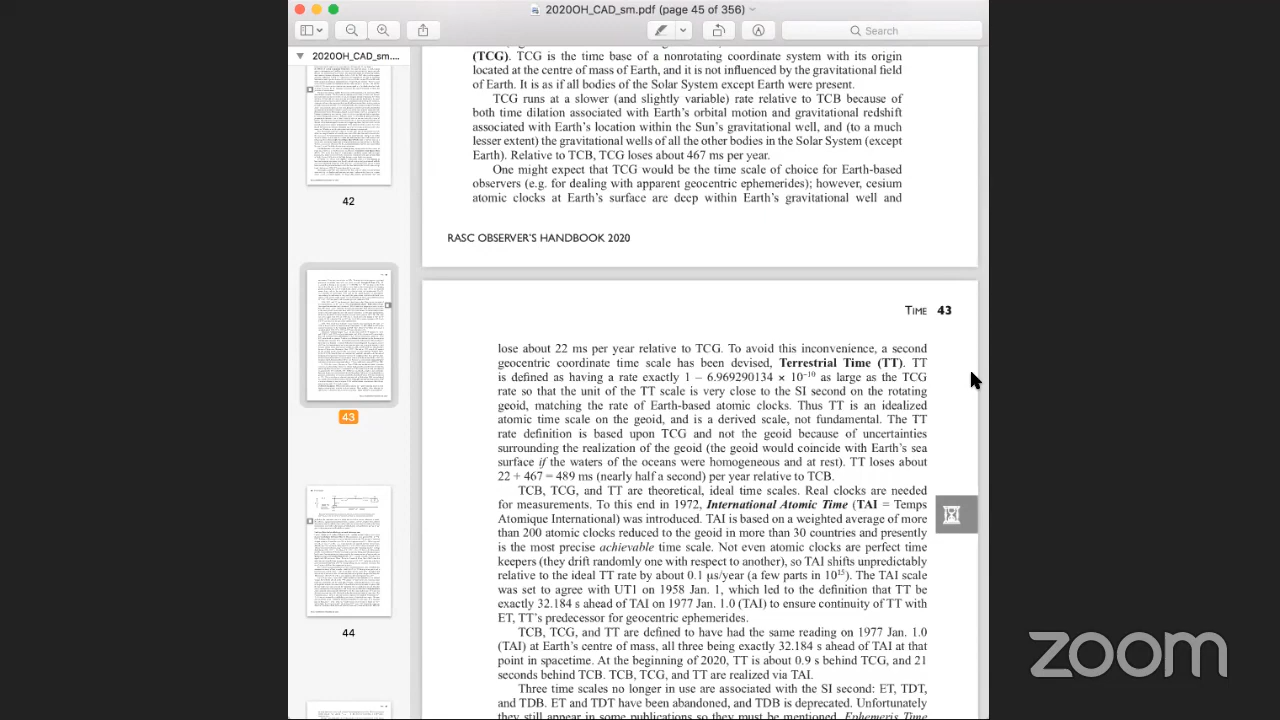 2020OH_CAD_sm.pdf (page 45 of 356)
Search
2020OH_CAD_sm....
42
43
44
(TCG). TCG is the time base of a nonrotating coordinate system with its origin
located at the centre of mass of Earth, and it is not influenced by the gravitational field
of Earth. It is as if all bodies of the Solar System except Earth were present.
TCG runs at a slower (and slightly variable) rate relative to TCB because of
both time dilation associated with Earth's orbital motion and gravitational redshift
associated with Earth's location within the Sun's gravitational well, and (to a much
lesser extent) the gravitational wells of all the other bodies in the Solar System (except
Earth). Relative to TCB, TCG loses about 467 ms per year.
One might expect that TCG would be the time scale of choice for Earth-based
observers (e.g. for dealing with apparent geocentric ephemerides); however, cesium
atomic clocks at Earth's surface are deep within Earth's gravitational well and
RASC OBSERVER'S HANDBOOK 2020
TIME 43
lose about 22 ms per year relative to TCG. To deal with this inconvenience, a second
geocentric coordinate time scale has been devised: Terrestrial Time (TT). TT
is defined as having a rate exactly 1 − 6.969290134 × 10⁻¹⁰ as large as the TCG
rate so that the unit of the TT scale is very close to the SI second on the rotating
geoid, matching the rate of Earth-based atomic clocks. Thus TT is an idealized
atomic time scale on the geoid, and is a derived scale, not fundamental. The TT
rate definition is based upon TCG and not the geoid because of uncertainties
surrounding the realization of the geoid (the geoid would coincide with Earth's sea
surface if the waters of the oceans were homogeneous and at rest). TT loses about
22 + 467 = 489 ms (nearly half a second) per year relative to TCB.
TCB, TCG, and TT are theoretical, ideal time scales. Real clocks are needed
for measurements. To this end in 1972, International Atomic Time (TAI = Temps
Atomique International) was introduced. TAI is based on a weighted average of more
than 200 atomic clocks reduced to the geoid in more than 30 countries and presently
is the most precise achievable time scale. Not even atomic clocks are perfect time
keepers; they drift and jitter, one with respect to another. Thus TAI shifts unpredictably
relative to the ideal TT rate by about 0.1 µs/year (a few parts in 10¹⁵). The TAI scale
was set to agree with UT1 on 1958 Jan. 1, which led to the definition that TT be
exactly 32.184 s ahead of TAI on 1977 Jan. 1.0 (TAI) to ensure continuity of TT with
ET, TT's predecessor for geocentric ephemerides.
TCB, TCG, and TT are defined to have had the same reading on 1977 Jan. 1.0
(TAI) at Earth's centre of mass, all three being exactly 32.184 s ahead of TAI at that
point in spacetime. At the beginning of 2020, TT is about 0.9 s behind TCG, and 21
seconds behind TCB. TCB, TCG, and TT are realized via TAI.
Three time scales no longer in use are associated with the SI second: ET, TDT,
and TDB. ET and TDT have been abandoned, and TDB is deprecated. Unfortunately
they still appear in some publications so they must be mentioned. Ephemeris Time
zoom